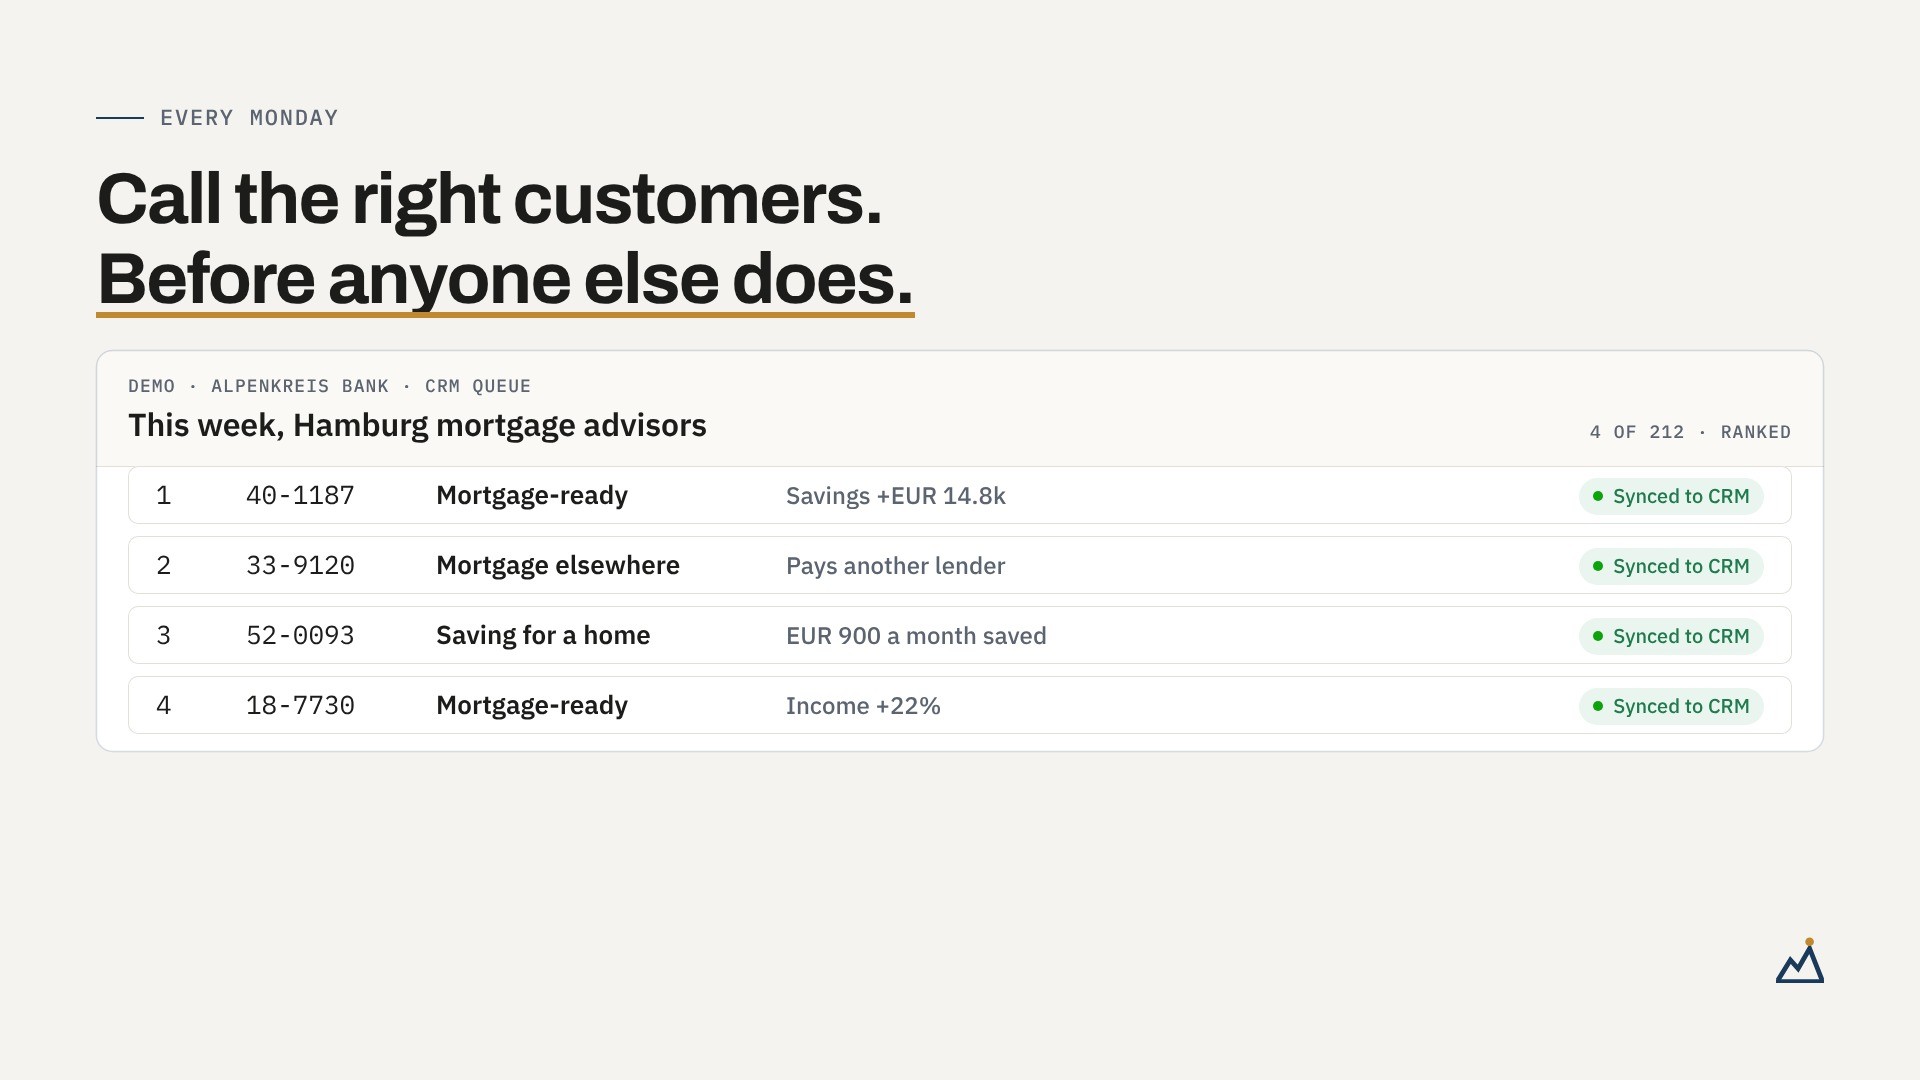 EVERY MONDAY
Call the right customers.
Before anyone else does.
DEMO · ALPENKREIS BANK · CRM QUEUE
This week, Hamburg mortgage advisors
4 OF 212 · RANKED
1 40-1187 Mortgage-ready Savings +EUR 14.8k Synced to CRM
2 33-9120 Mortgage elsewhere Pays another lender Synced to CRM
3 52-0093 Saving for a home EUR 900 a month saved Synced to CRM
4 18-7730 Mortgage-ready Income +22% Synced to CRM